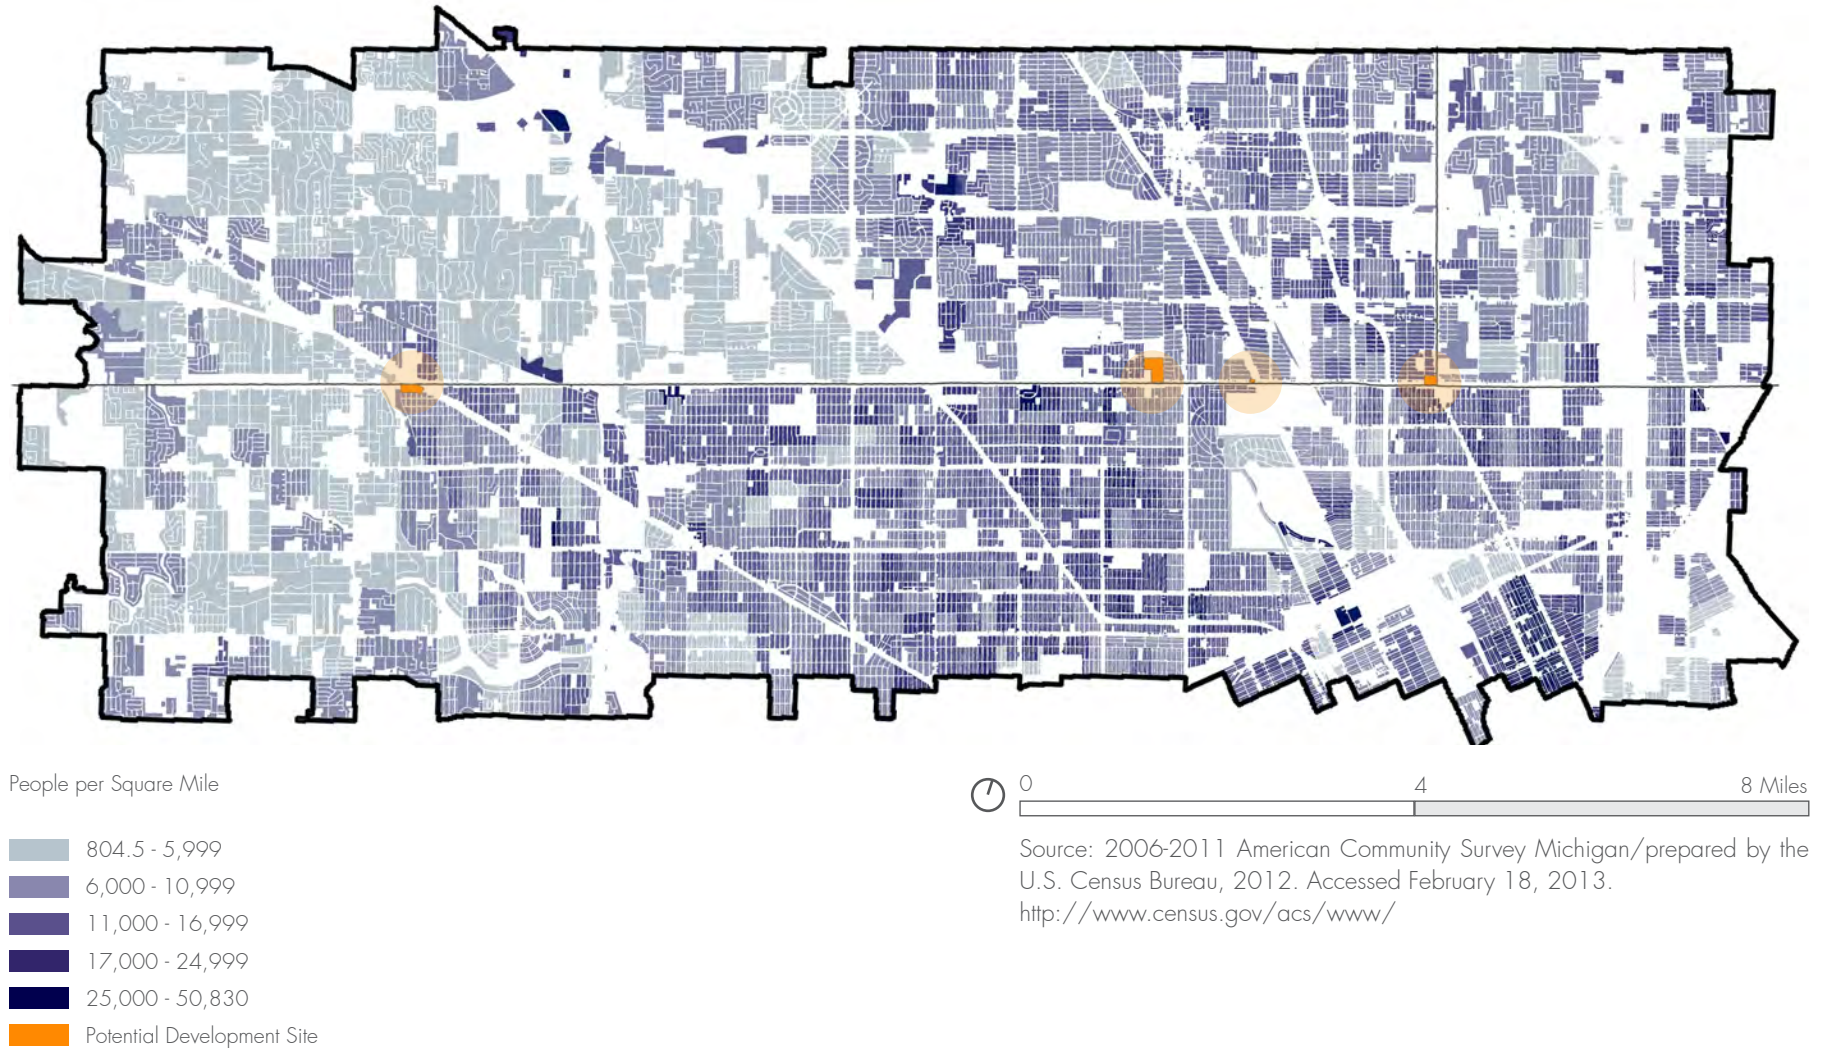 People per Square Mile
804.5 - 5,999
6,000 - 10,999
11,000 - 16,999
17,000 - 24,999
25,000 - 50,830
Potential Development Site
0 4 8 Miles
Source: 2006-2011 American Community Survey Michigan/prepared by the
U.S. Census Bureau, 2012. Accessed February 18, 2013.
http://www.census.gov/acs/www/